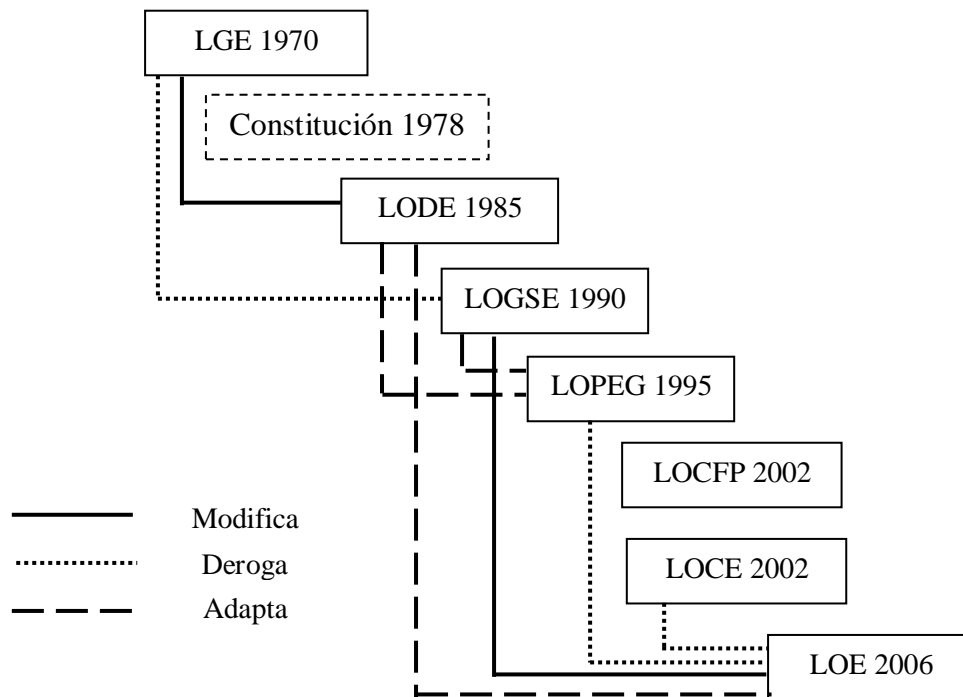 LGE 1970
Constitución 1978
LODE 1985
LOGSE 1990
LOPEG 1995
LOCFP 2002
Modifica
Deroga
LOCE 2002
Adapta
LOE 2006